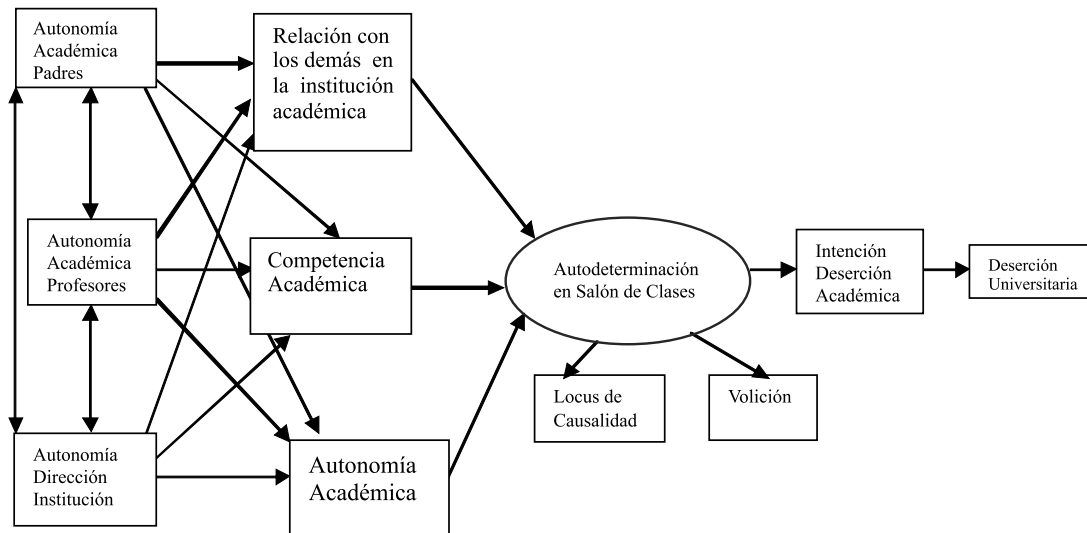 Autonomía
Académica
Padres
Relación con
los demás en
la institución
académica
Autonomía
Académica
Profesores
Competencia
Académica
Autodeterminación
en Salón de Clases
Intención
Deserción
Académica
Deserción
Universitaria
Locus de
Causalidad
Volición
Autonomía
Dirección
Institución
Autonomía
Académica